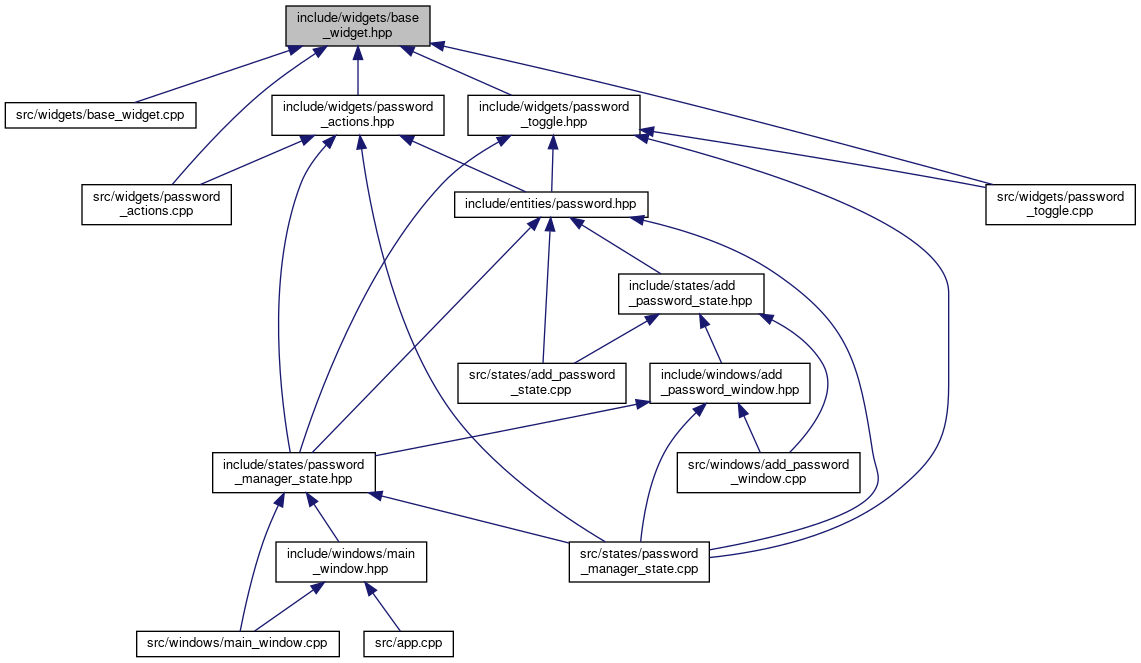 include/widgets/base
_widget.hpp
src/widgets/base_widget.cpp
include/widgets/password
_actions.hpp
include/widgets/password
_toggle.hpp
src/widgets/password
_actions.cpp
include/entities/password.hpp
src/widgets/password
_toggle.cpp
include/states/add
_password_state.hpp
src/states/add_password
_state.cpp
include/windows/add
_password_window.hpp
include/states/password
_manager_state.hpp
src/windows/add_password
_window.cpp
include/windows/main
_window.hpp
src/states/password
_manager_state.cpp
src/windows/main_window.cpp
src/app.cpp